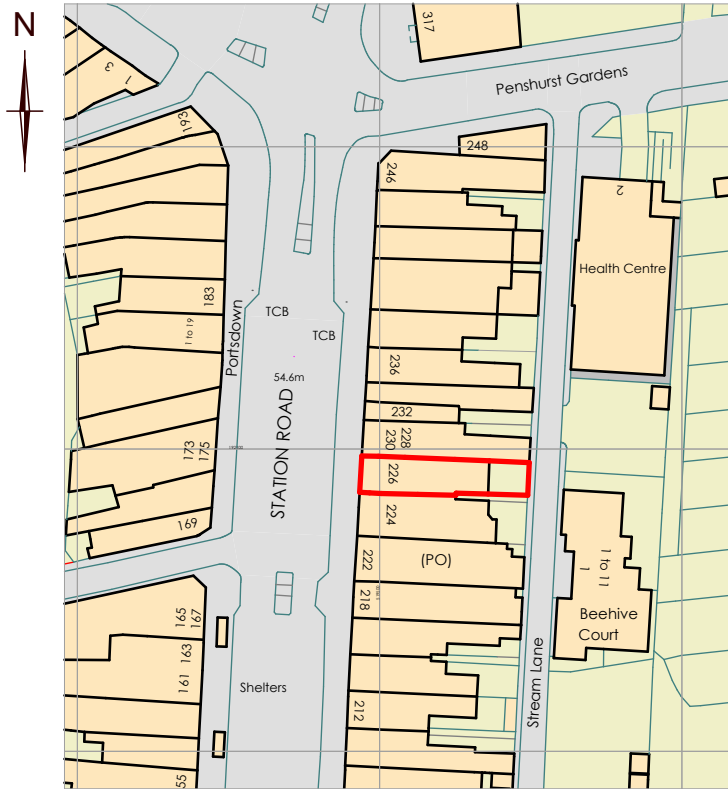 N
317
1
3
Penshurst Gardens
193
248
246
2
Health Centre
183
TCB
Portsdown
1 to 19
TCB
236
54.6m
STATION ROAD
232
228
230
173
175
226
224
169
222
(PO)
218
1 to 11
1
Beehive
Court
165
167
163
161
Shelters
212
Stream Lane
55